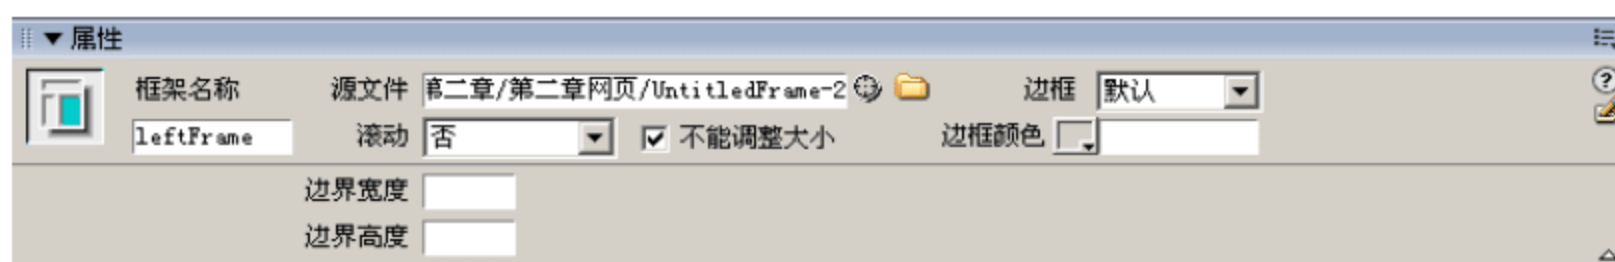 属性
框架名称 源文件 第二章/第二章网页/UntitledFrame-2 边框 默认
leftFrame 滚动 否 不能调整大小 边框颜色
边界宽度
边界高度